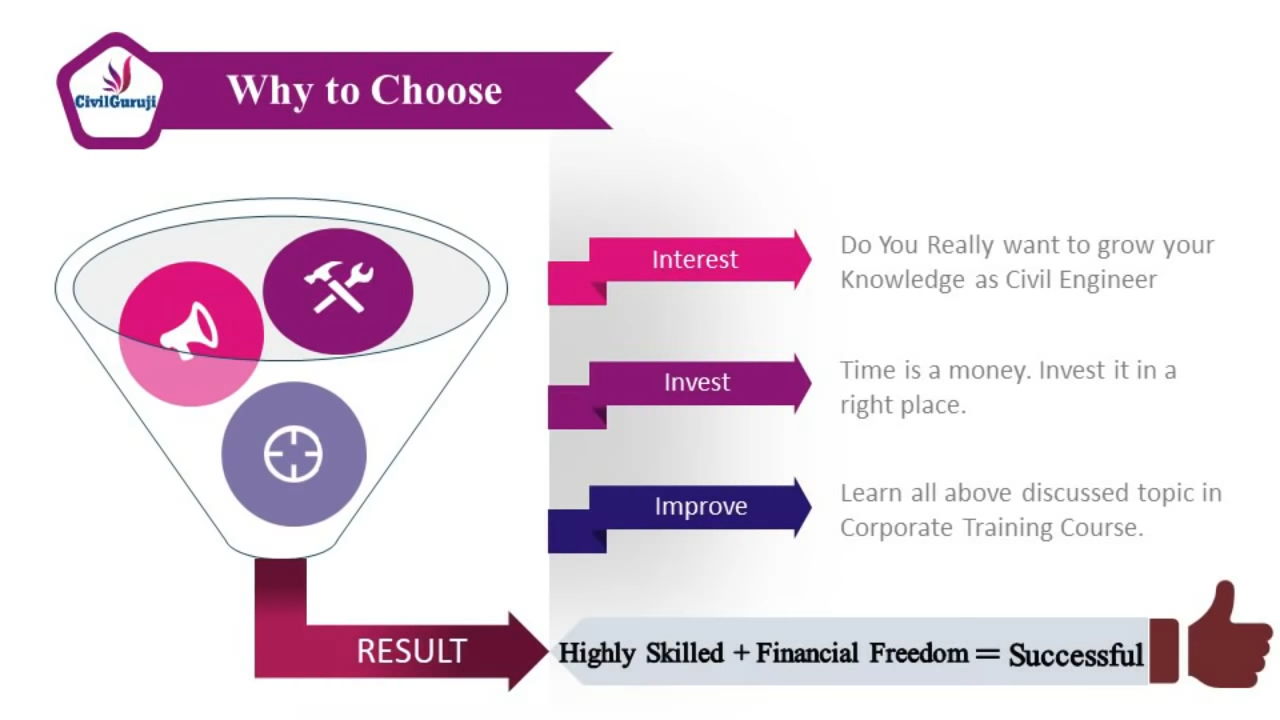 CivilGuruji
Why to Choose
Interest
Do You Really want to grow your
Knowledge as Civil Engineer
Invest
Time is a money. Invest it in a
right place.
Improve
Learn all above discussed topic in
Corporate Training Course.
RESULT
Highly Skilled + Financial Freedom = Successful